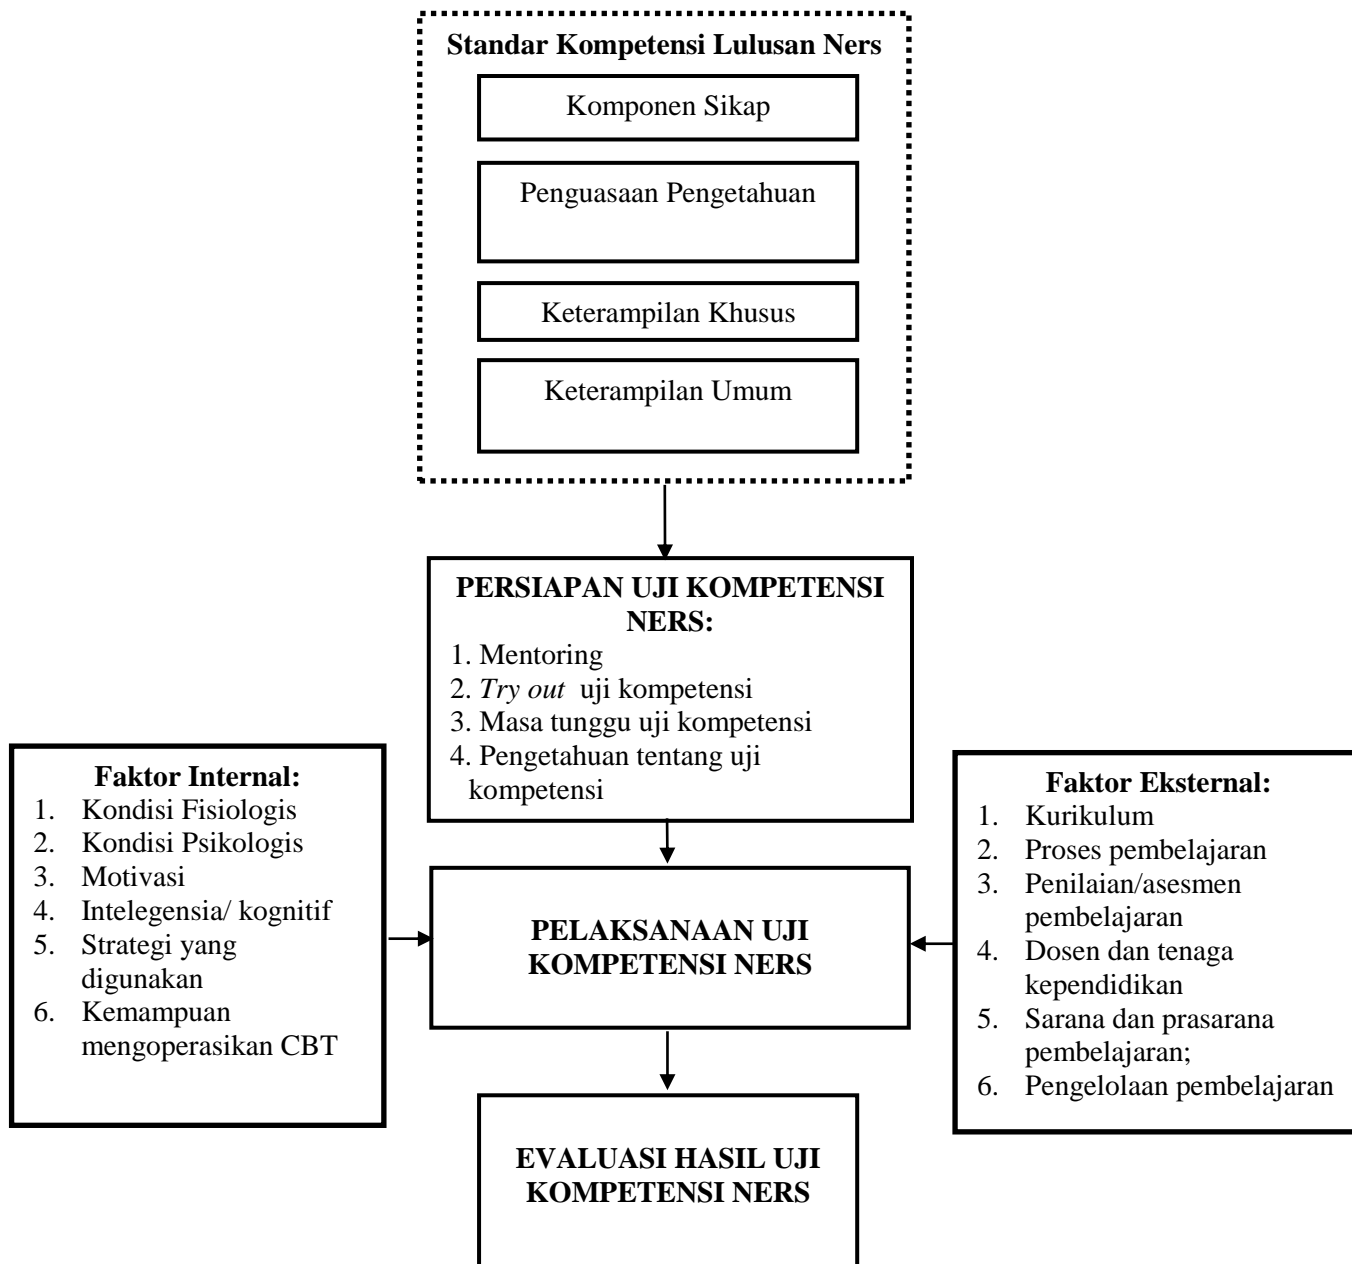 Standar Kompetensi Lulusan Ners
Komponen Sikap
Penguasaan Pengetahuan
Keterampilan Khusus
Keterampilan Umum
PERSIAPAN UJI KOMPETENSI
NERS:
1. Mentoring
2. Try out uji kompetensi
3. Masa tunggu uji kompetensi
4. Pengetahuan tentang uji
kompetensi
Faktor Internal:
1. Kondisi Fisiologis
2. Kondisi Psikologis
3. Motivasi
4. Intelegensia/ kognitif
5. Strategi yang
digunakan
6. Kemampuan
mengoperasikan CBT
PELAKSANAAN UJI
KOMPETENSI NERS
Faktor Eksternal:
1. Kurikulum
2. Proses pembelajaran
3. Penilaian/asesmen
pembelajaran
4. Dosen dan tenaga
kependidikan
5. Sarana dan prasarana
pembelajaran;
6. Pengelolaan pembelajaran
EVALUASI HASIL UJI
KOMPETENSI NERS